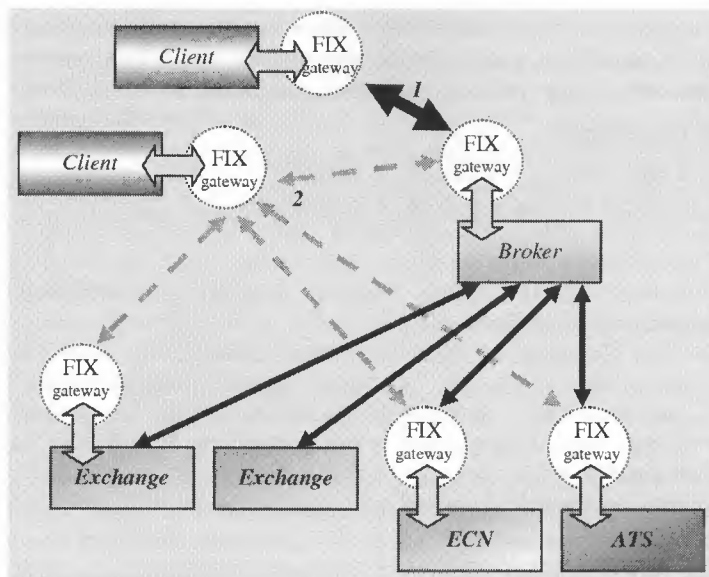 FIX
gateway
Client
1
FIX
gateway
Client
FIX
gateway
2
Broker
FIX
gateway
FIX
gateway
FIX
gateway
Exchange
Exchange
ECN
ATS